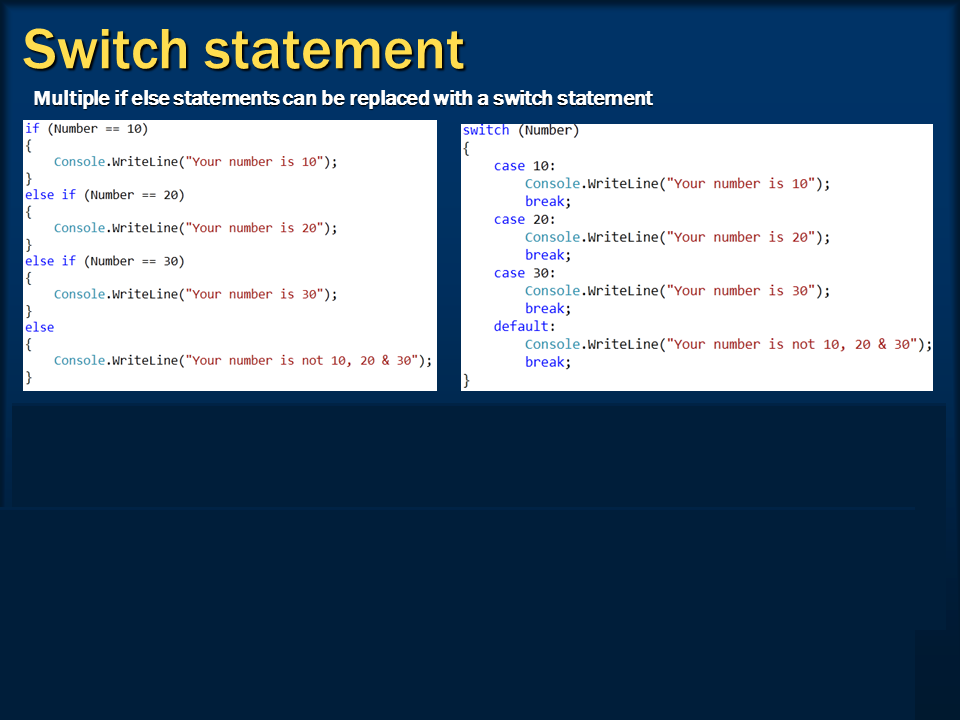 Switch statement
Multiple if else statements can be replaced with a switch statement
if (Number == 10)
{
    Console.WriteLine("Your number is 10");
}
else if (Number == 20)
{
    Console.WriteLine("Your number is 20");
}
else if (Number == 30)
{
    Console.WriteLine("Your number is 30");
}
else
{
    Console.WriteLine("Your number is not 10, 20 & 30");
}
switch (Number)
{
    case 10:
        Console.WriteLine("Your number is 10");
        break;
    case 20:
        Console.WriteLine("Your number is 20");
        break;
    case 30:
        Console.WriteLine("Your number is 30");
        break;
    default:
        Console.WriteLine("Your number is not 10, 20 & 30");
        break;
}